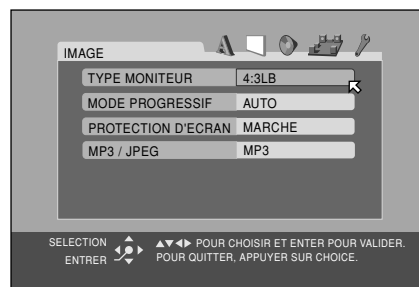 IMAGE
TYPE MONITEUR 4:3LB
MODE PROGRESSIF AUTO
PROTECTION D'ECRAN MARCHE
MP3 / JPEG MP3
SELECTION
ENTRER
POUR CHOISIR ET ENTER POUR VALIDER.
POUR QUITTER, APPUYER SUR CHOICE.